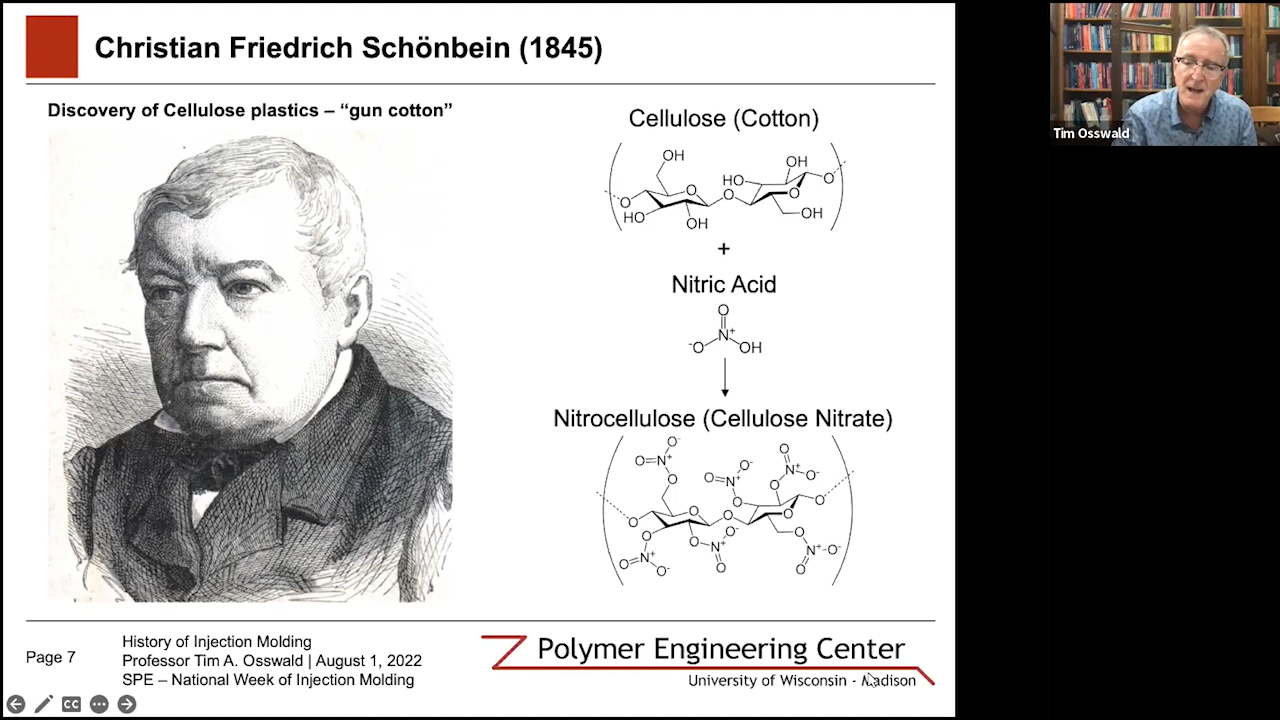 Christian Friedrich Schönbein (1845)
Discovery of Cellulose plastics – “gun cotton”
Cellulose (Cotton)
OH
OH
HO
O
O
O
O
O
HO
OH
OH
+
Nitric Acid
O
N+
-O
OH
Nitrocellulose (Cellulose Nitrate)
O-
O=N+
O
O-
O=N+
O
O
N+
O-
O
O
O
O
O
O
O
O
N+
O-
O
O
N+
O-
O
O
O=N+
O-
Page 7
History of Injection Molding
Professor Tim A. Osswald | August 1, 2022
SPE – National Week of Injection Molding
Polymer Engineering Center
University of Wisconsin - Madison
CC
Tim Osswald